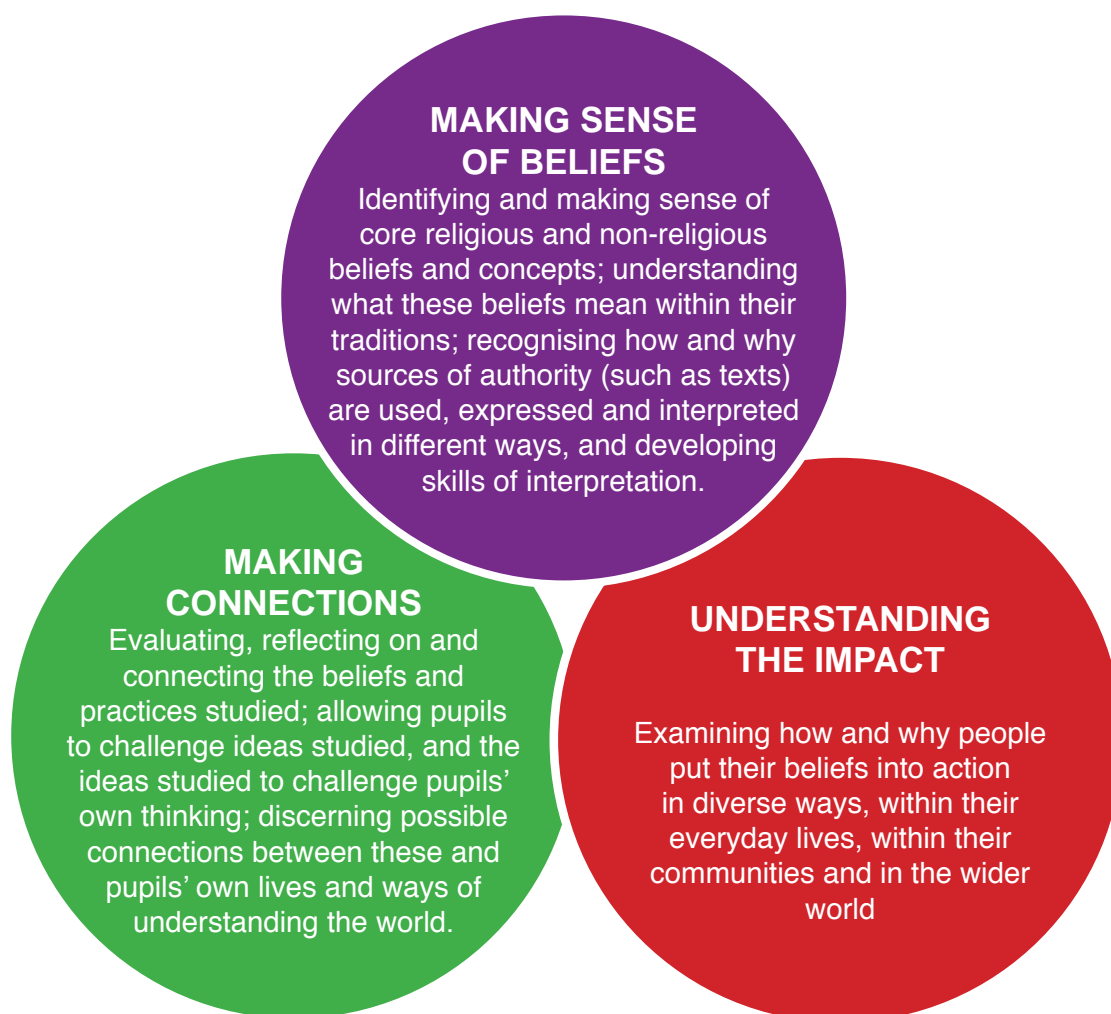 MAKING SENSE
OF BELIEFS
Identifying and making sense of
core religious and non-religious
beliefs and concepts; understanding
what these beliefs mean within their
traditions; recognising how and why
sources of authority (such as texts)
are used, expressed and interpreted
in different ways, and developing
skills of interpretation.
MAKING
CONNECTIONS
Evaluating, reflecting on and
connecting the beliefs and
practices studied; allowing pupils
to challenge ideas studied, and the
ideas studied to challenge pupils’
own thinking; discerning possible
connections between these and
pupils’ own lives and ways of
understanding the world.
UNDERSTANDING
THE IMPACT
Examining how and why people
put their beliefs into action
in diverse ways, within their
everyday lives, within their
communities and in the wider
world